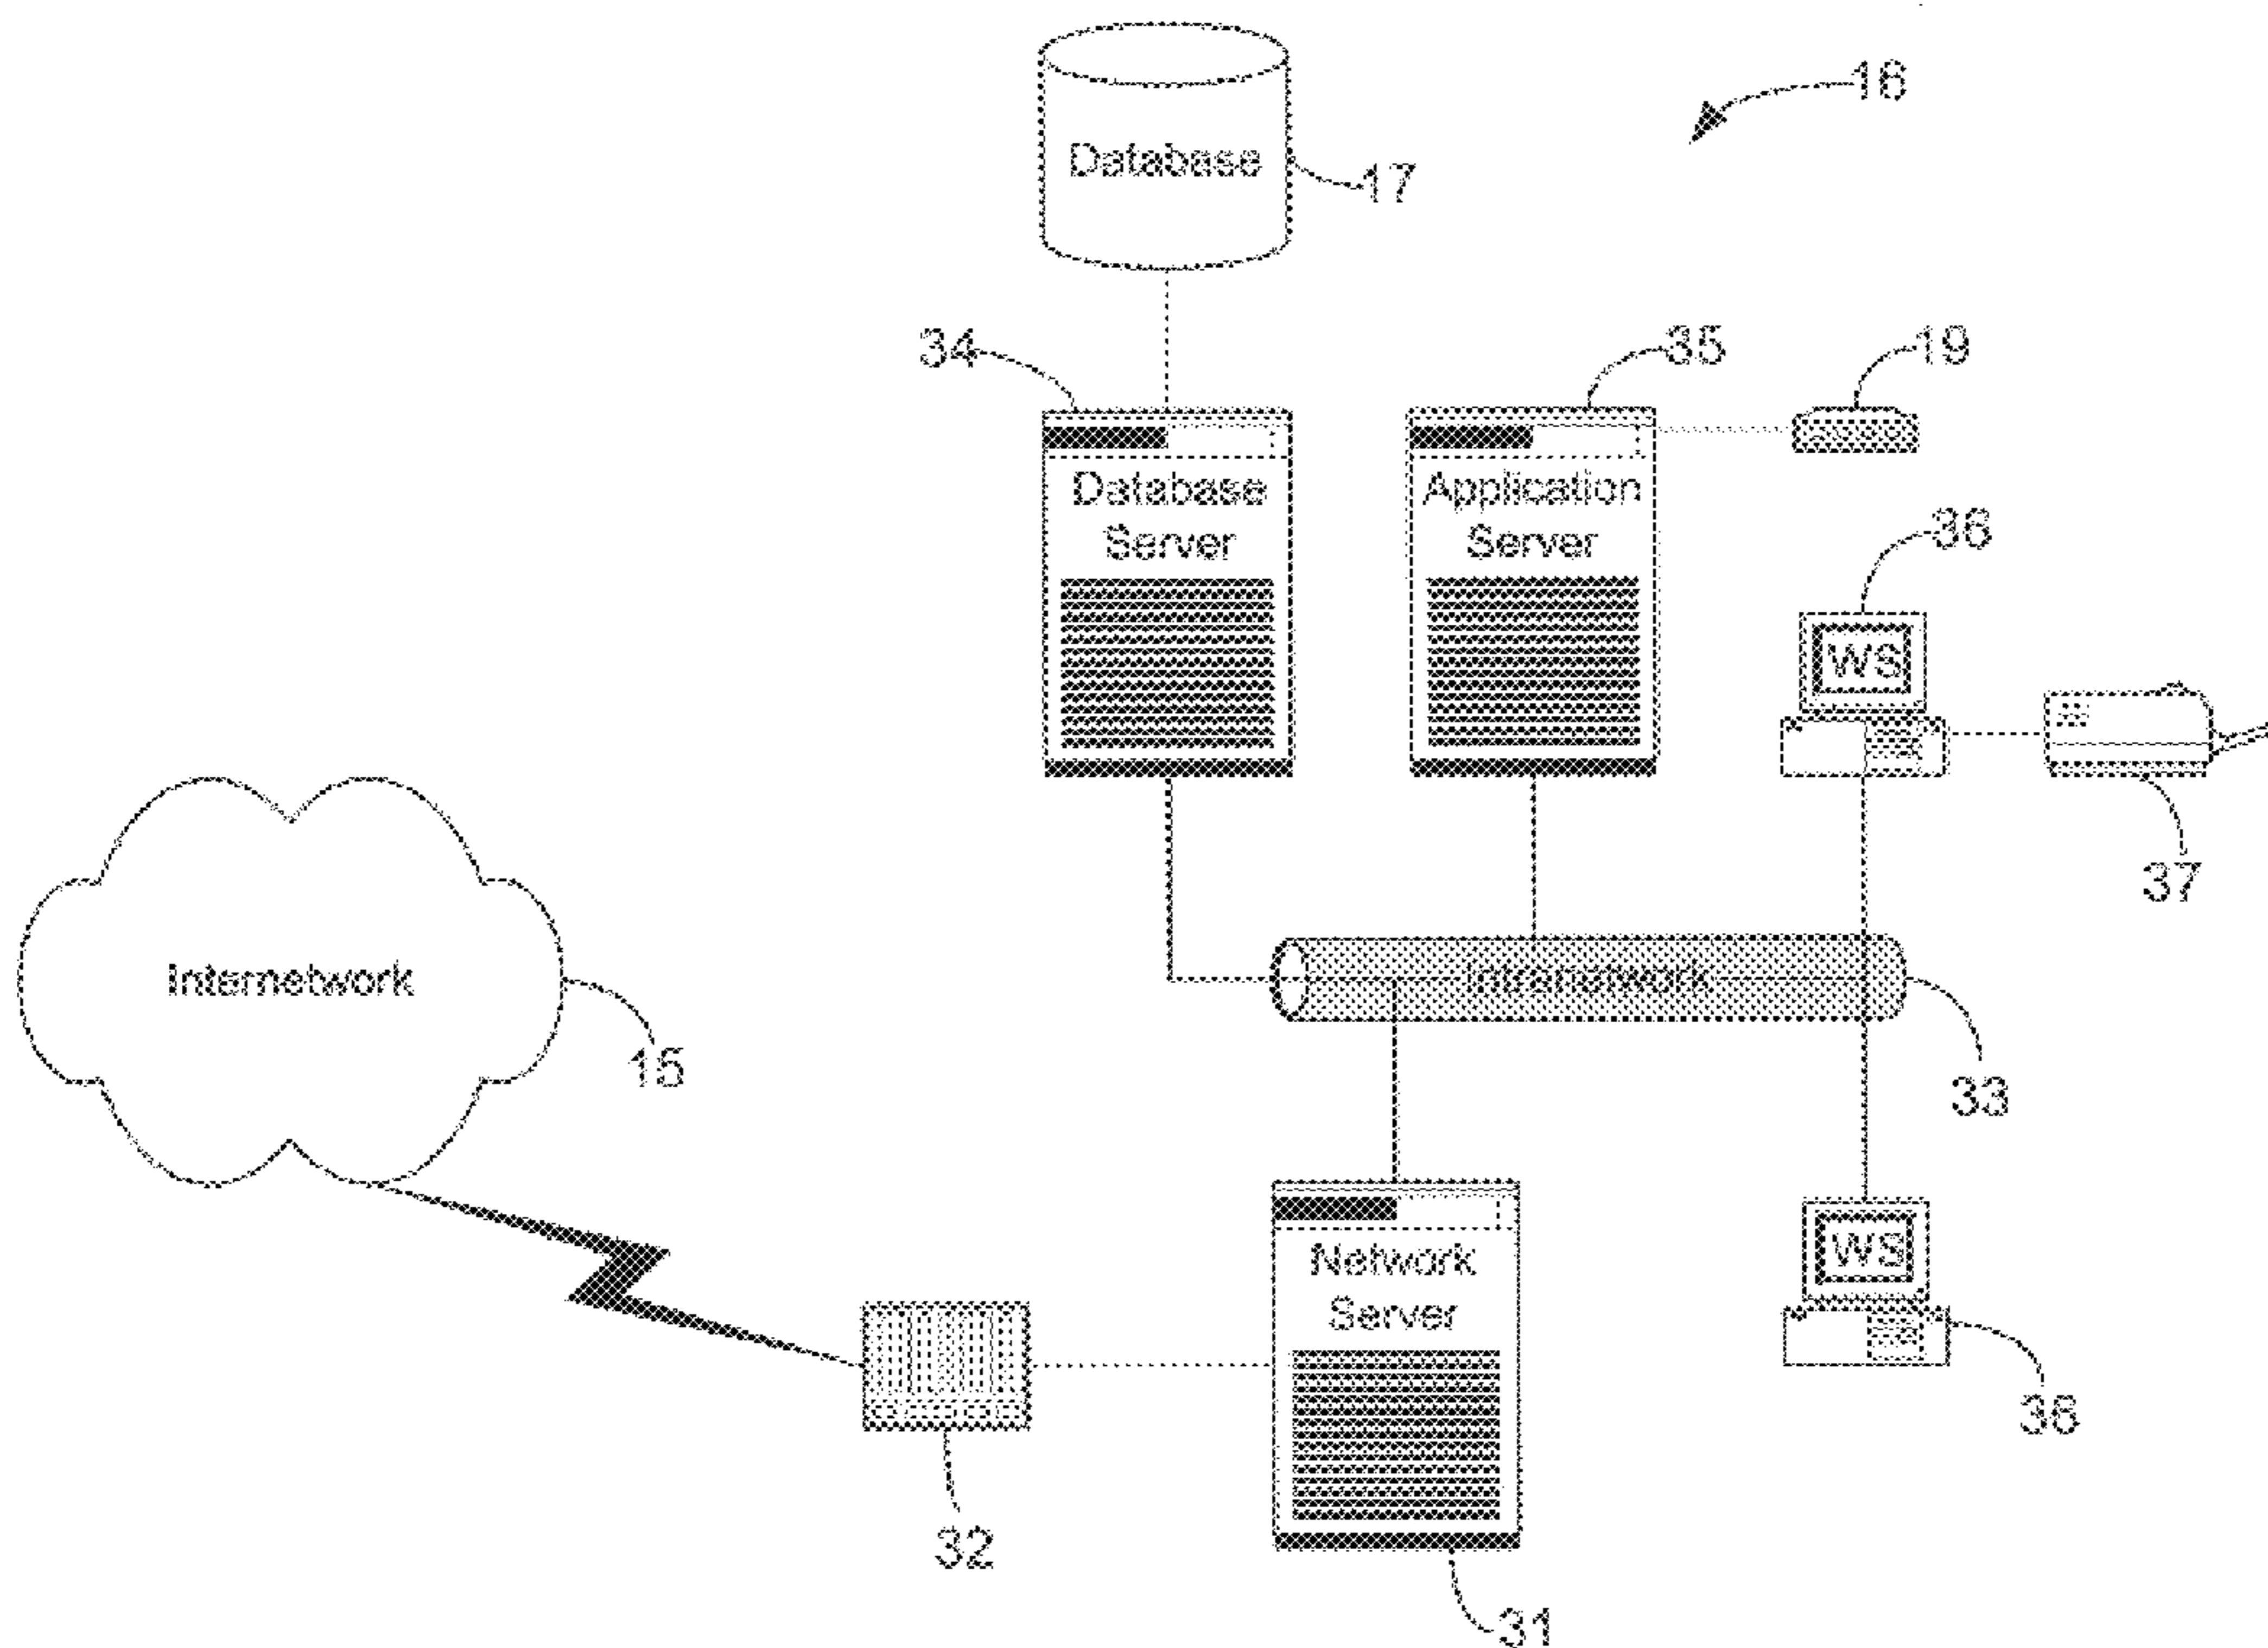 16
Database
17
34
35
19
Database
Server
Application
Server
36
WS
37
Internetwork
15
Intranetwork
33
Network
Server
WS
36
32
31